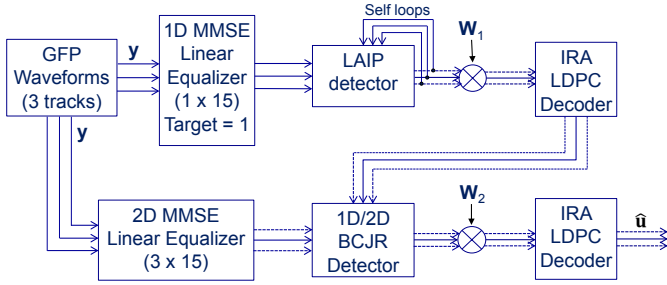 Self loops
GFP
Waveforms
(3 tracks)
y
y
1D MMSE
Linear
Equalizer
(1 x 15)
Target = 1
LAIP
detector
W1
IRA
LDPC
Decoder
2D MMSE
Linear Equalizer
(3 x 15)
1D/2D
BCJR
Detector
W2
IRA
LDPC
Decoder
û